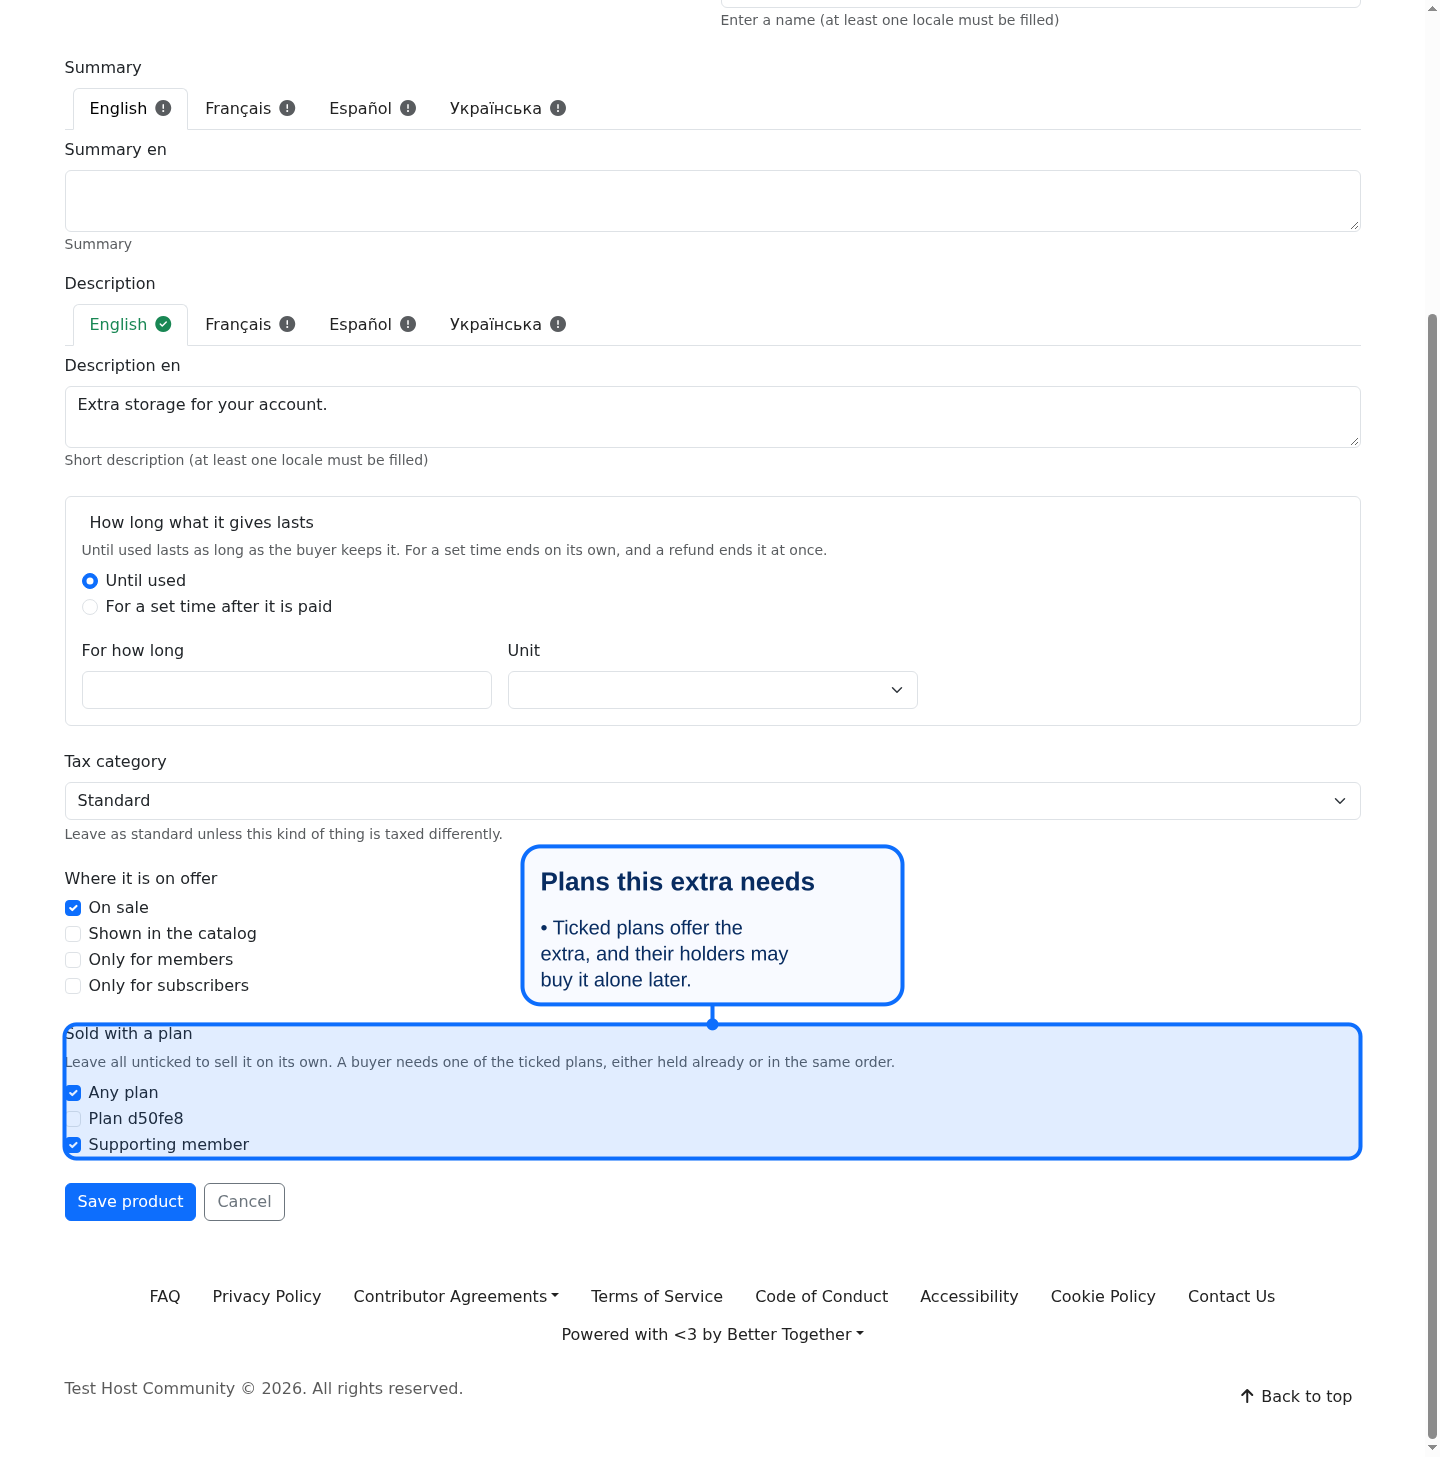 Enter a name (at least one locale must be filled)
Summary
English Français Español Українська
Summary en
Summary
Description
English Français Español Українська
Description en
Extra storage for your account.
Short description (at least one locale must be filled)
How long what it gives lasts
Until used lasts as long as the buyer keeps it. For a set time ends on its own, and a refund ends it at once.
Until used
For a set time after it is paid
For how long Unit
Tax category
Standard
Leave as standard unless this kind of thing is taxed differently.
Where it is on offer
On sale
Shown in the catalog
Only for members
Only for subscribers
Plans this extra needs
• Ticked plans offer the
extra, and their holders may
buy it alone later.
Sold with a plan
Leave all unticked to sell it on its own. A buyer needs one of the ticked plans, either held already or in the same order.
Any plan
Plan d50fe8
Supporting member
Save product Cancel
FAQ Privacy Policy Contributor Agreements Terms of Service Code of Conduct Accessibility Cookie Policy Contact Us
Powered with <3 by Better Together
Test Host Community © 2026. All rights reserved.
Back to top